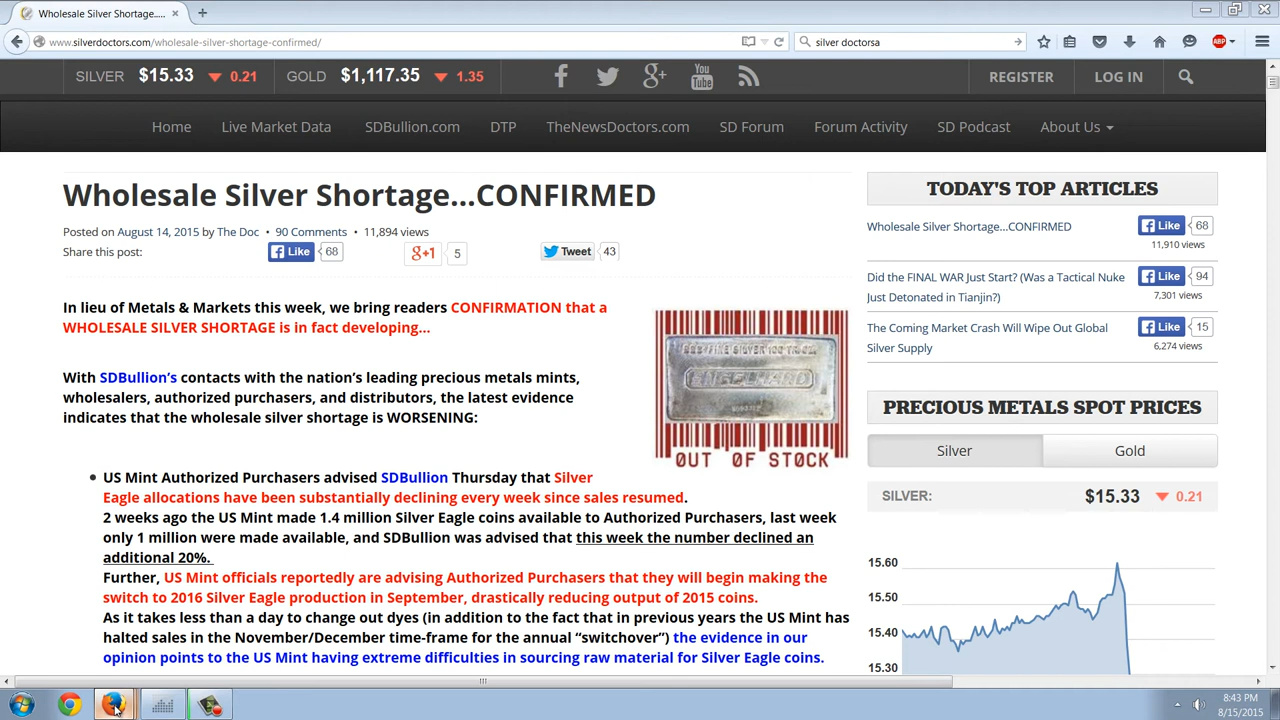 Wholesale Silver Shortage....
www.silverdoctors.com/wholesale-silver-shortage-confirmed/
silver doctorsa
ABP
SILVER $15.33 0.21 GOLD $1,117.35 1.35
You Tube
REGISTER LOG IN
Home Live Market Data SDBullion.com DTP TheNewsDoctors.com SD Forum Forum Activity SD Podcast About Us
Wholesale Silver Shortage...CONFIRMED
Posted on August 14, 2015 by The Doc • 90 Comments • 11,894 views
Share this post: Like 68 g+1 5 Tweet 43
In lieu of Metals & Markets this week, we bring readers CONFIRMATION that a
WHOLESALE SILVER SHORTAGE is in fact developing...
With SDBullion's contacts with the nation's leading precious metals mints,
wholesalers, authorized purchasers, and distributors, the latest evidence
indicates that the wholesale silver shortage is WORSENING:
ENGELHARD
OUT OF STOCK
• US Mint Authorized Purchasers advised SDBullion Thursday that Silver
Eagle allocations have been substantially declining every week since sales resumed.
2 weeks ago the US Mint made 1.4 million Silver Eagle coins available to Authorized Purchasers, last week
only 1 million were made available, and SDBullion was advised that this week the number declined an
additional 20%.
Further, US Mint officials reportedly are advising Authorized Purchasers that they will begin making the
switch to 2016 Silver Eagle production in September, drastically reducing output of 2015 coins.
As it takes less than a day to change out dyes (in addition to the fact that in previous years the US Mint has
halted sales in the November/December time-frame for the annual “switchover”) the evidence in our
opinion points to the US Mint having extreme difficulties in sourcing raw material for Silver Eagle coins.
TODAY'S TOP ARTICLES
Wholesale Silver Shortage...CONFIRMED Like 68
11,910 views
Did the FINAL WAR Just Start? (Was a Tactical Nuke Like 94
Just Detonated in Tianjin?) 7,301 views
The Coming Market Crash Will Wipe Out Global Like 15
Silver Supply 6,274 views
PRECIOUS METALS SPOT PRICES
Silver Gold
SILVER: $15.33 0.21
15.60
15.50
15.40
15.30
8:43 PM
8/15/2015